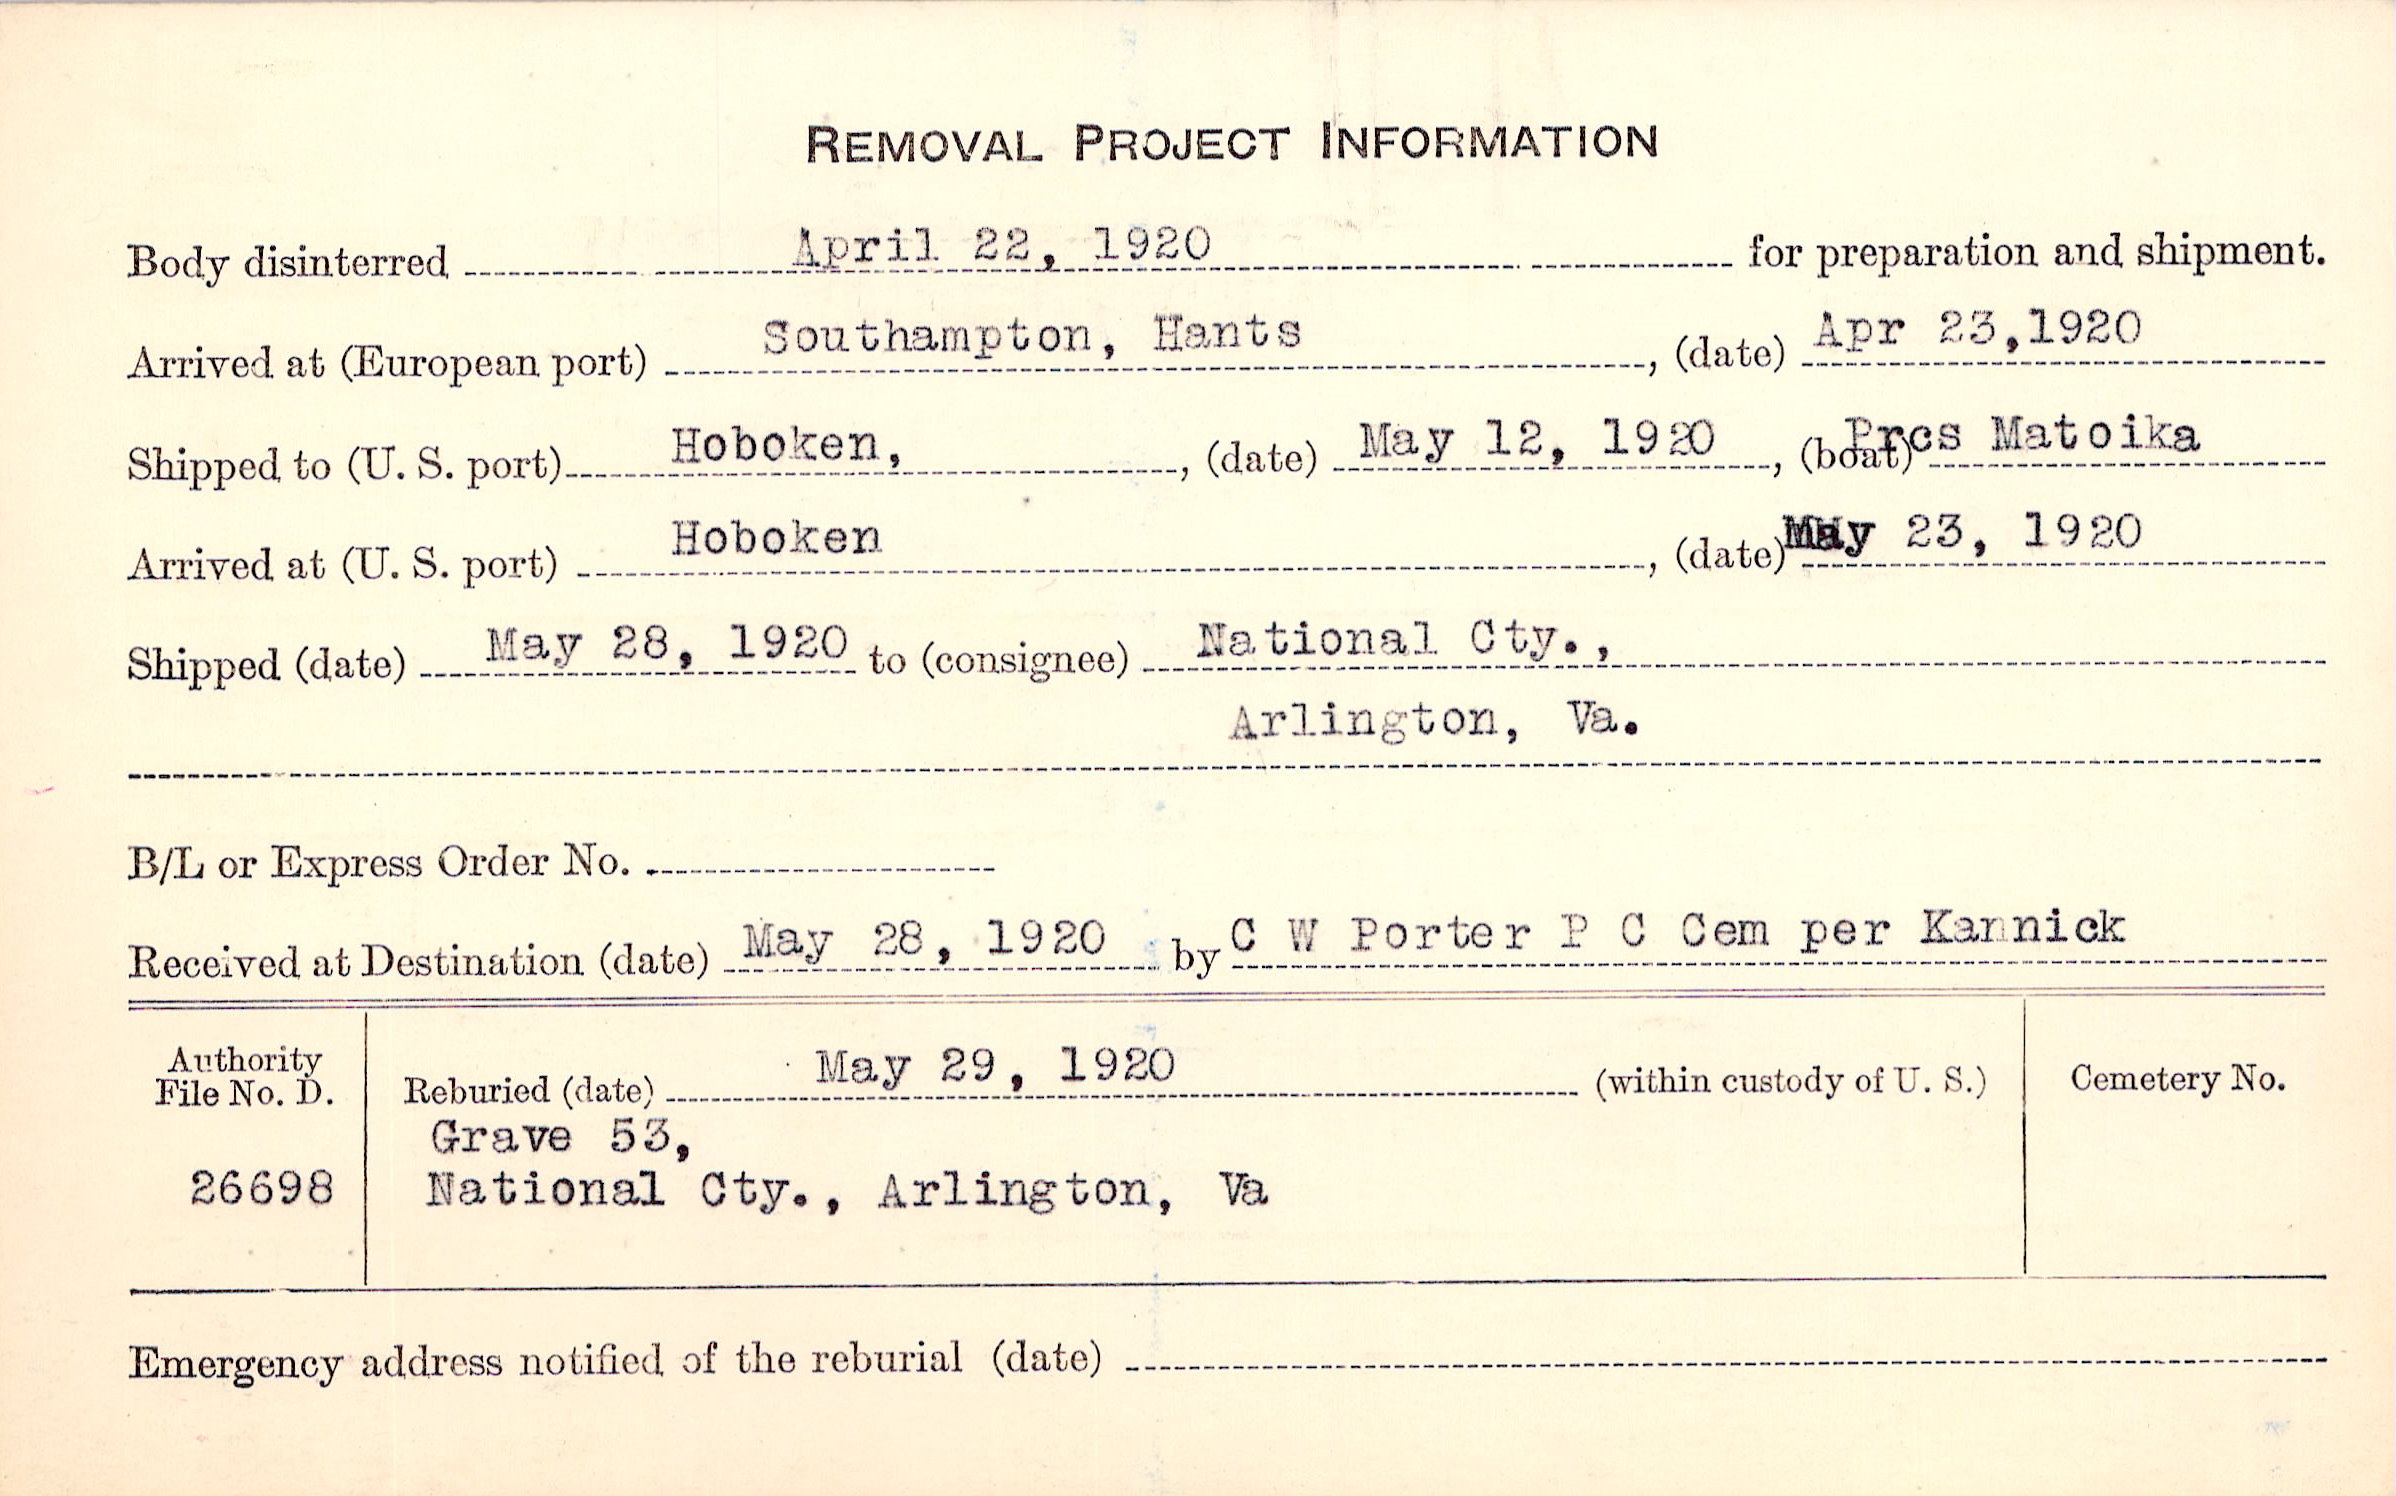 REMOVAL PROJECT INFORMATION
Body disinterred April 22, 1920 for preparation and shipment.
Arrived at (European port) Southampton, Hants, (date) Apr 23,1920
Shipped to (U. S. port) Hoboken, , (date) May 12, 1920, (boat) Prcs Matoika
Arrived at (U. S. port) Hoboken, (date) May 23, 1920
Shipped (date) May 28, 1920 to (consignee) National Cty.,
Arlington, Va.
B/L or Express Order No.
Received at Destination (date) May 28, 1920 by C W Porter P C Cem per Kannick
Authority
File No. D.
26698
Reburied (date) May 29, 1920 (within custody of U. S.)
Grave 53,
National Cty., Arlington, Va
Cemetery No.
Emergency address notified of the reburial (date)